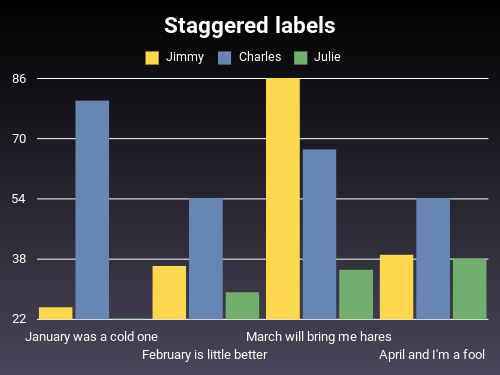 Staggered labels
Jimmy Charles Julie
86
70
54
38
22
January was a cold one March will bring me hares
February is little better April and I'm a fool